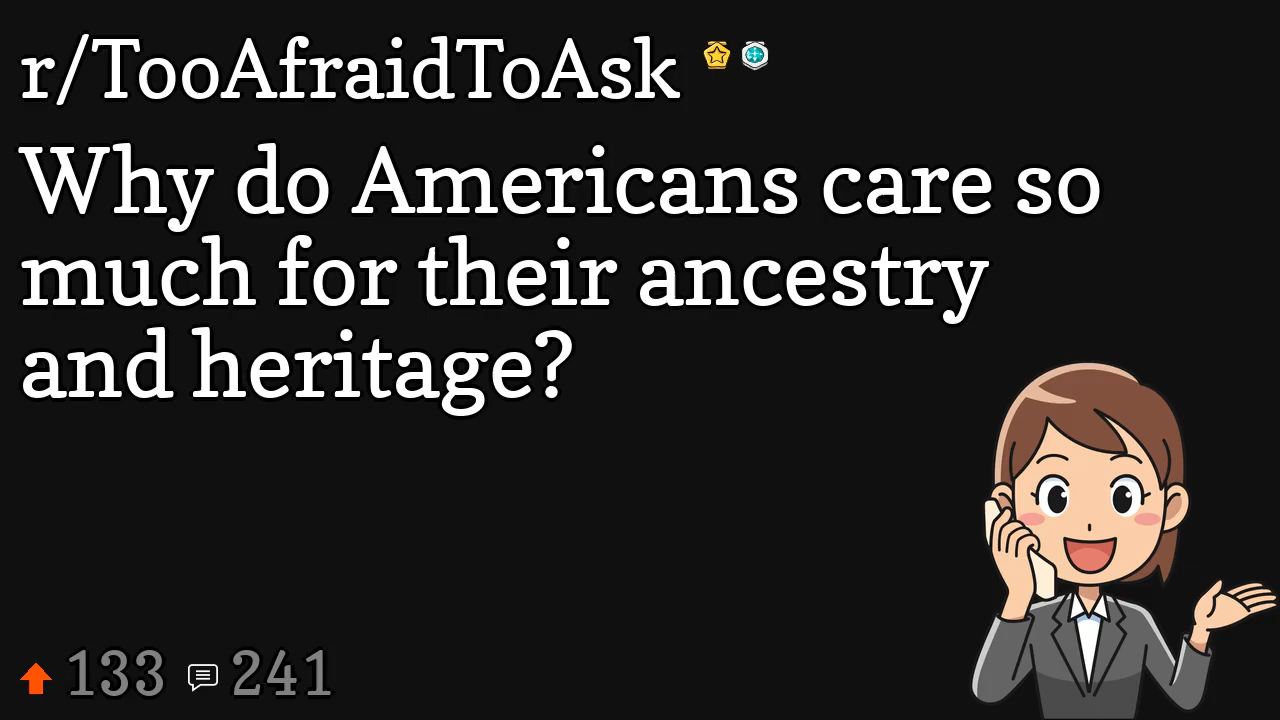 r/TooAfraidToAsk
Why do Americans care so
much for their ancestry
and heritage?
133 241